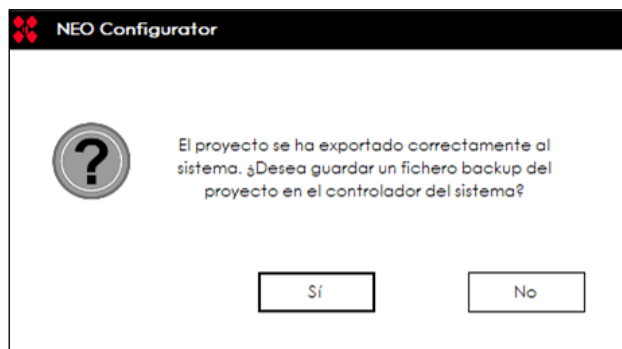 NEO Configurator
El proyecto se ha exportado correctamente al
sistema. ¿Desea guardar un fichero backup del
proyecto en el controlador del sistema?
Sí
No